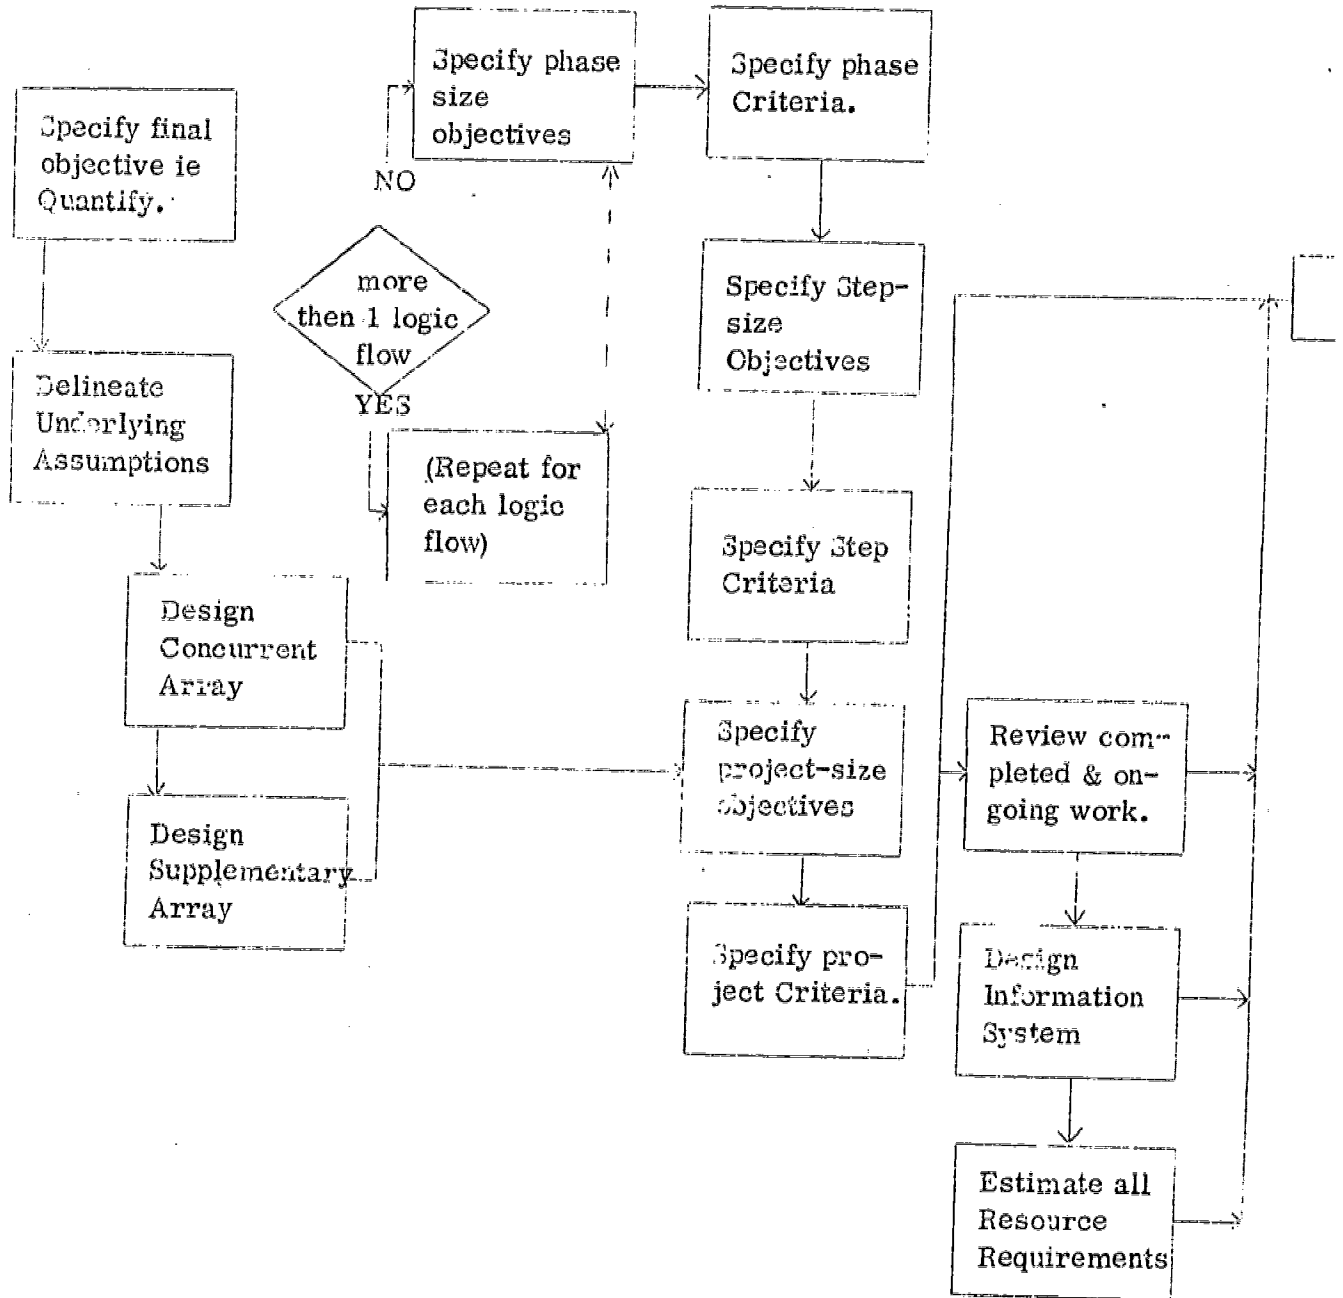 Specify final
objective ie
Quantify.
Delineate
Underlying
Assumptions
Design
Concurrent
Array
Design
Supplementary
Array
more
then 1 logic
flow
NO
YES
(Repeat for
each logic
flow)
Specify phase
size
objectives
Specify phase
Criteria.
Specify Step-
size
Objectives
Specify Step
Criteria
Specify
project-size
objectives
Specify pro-
ject Criteria.
Review com-
pleted & on-
going work.
Design
Information
System
Estimate all
Resource
Requirements